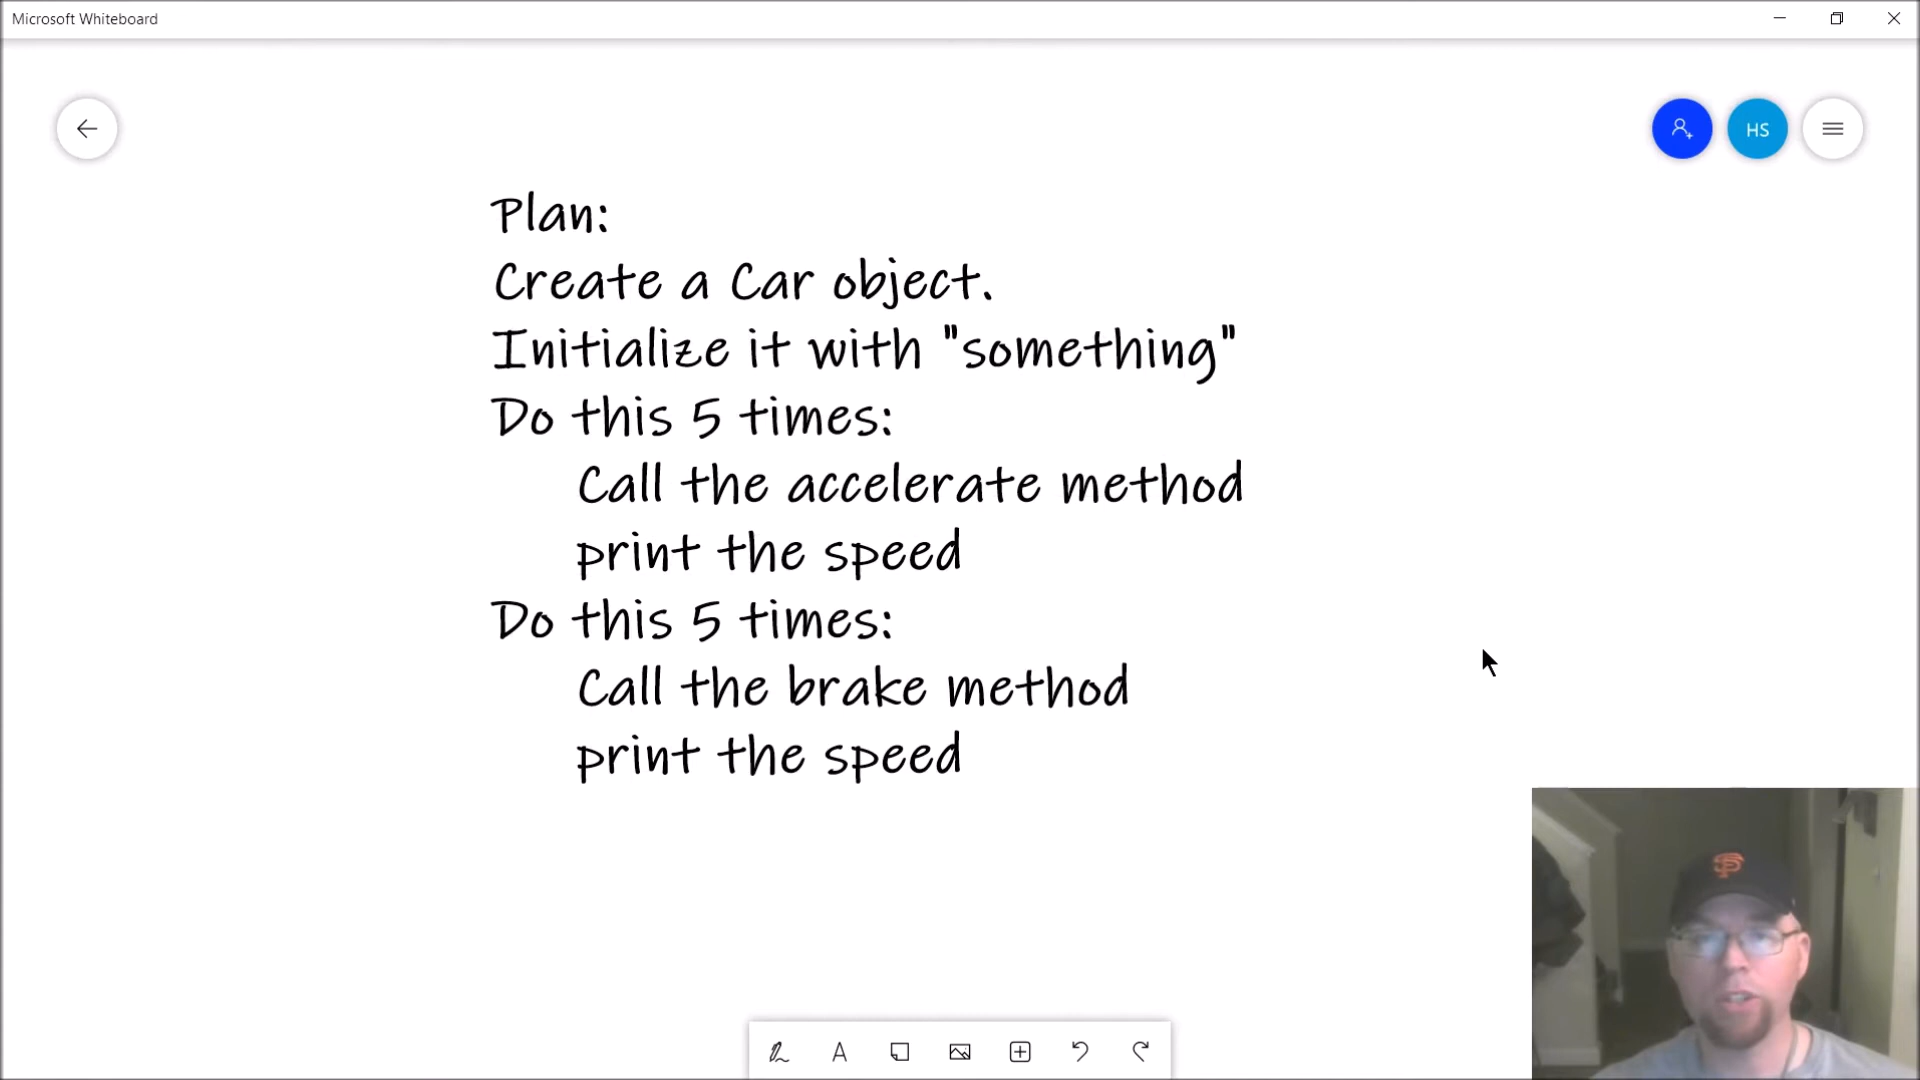 Microsoft Whiteboard
HS
Plan:
Create a Car object.
Initialize it with "something"
Do this 5 times:
Call the accelerate method
print the speed
Do this 5 times:
Call the brake method
print the speed
SF